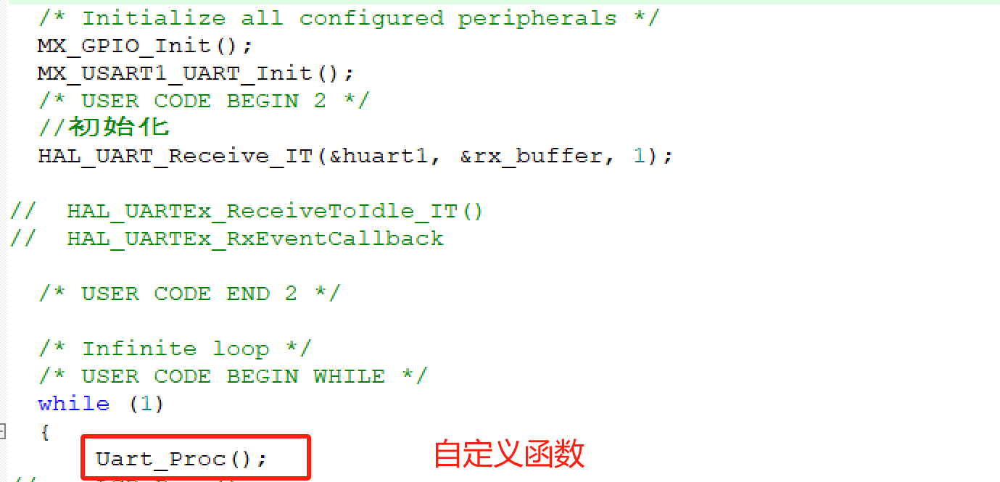 /* Initialize all configured peripherals */
MX_GPIO_Init();
MX_USART1_UART_Init();
/* USER CODE BEGIN 2 */
//初始化
HAL_UART_Receive_IT(&huart1, &rx_buffer, 1);
//  HAL_UARTEx_ReceiveToIdle_IT()
//  HAL_UARTEx_RxEventCallback
/* USER CODE END 2 */
/* Infinite loop */
/* USER CODE BEGIN WHILE */
while (1)
{
Uart_Proc(); 自定义函数
//